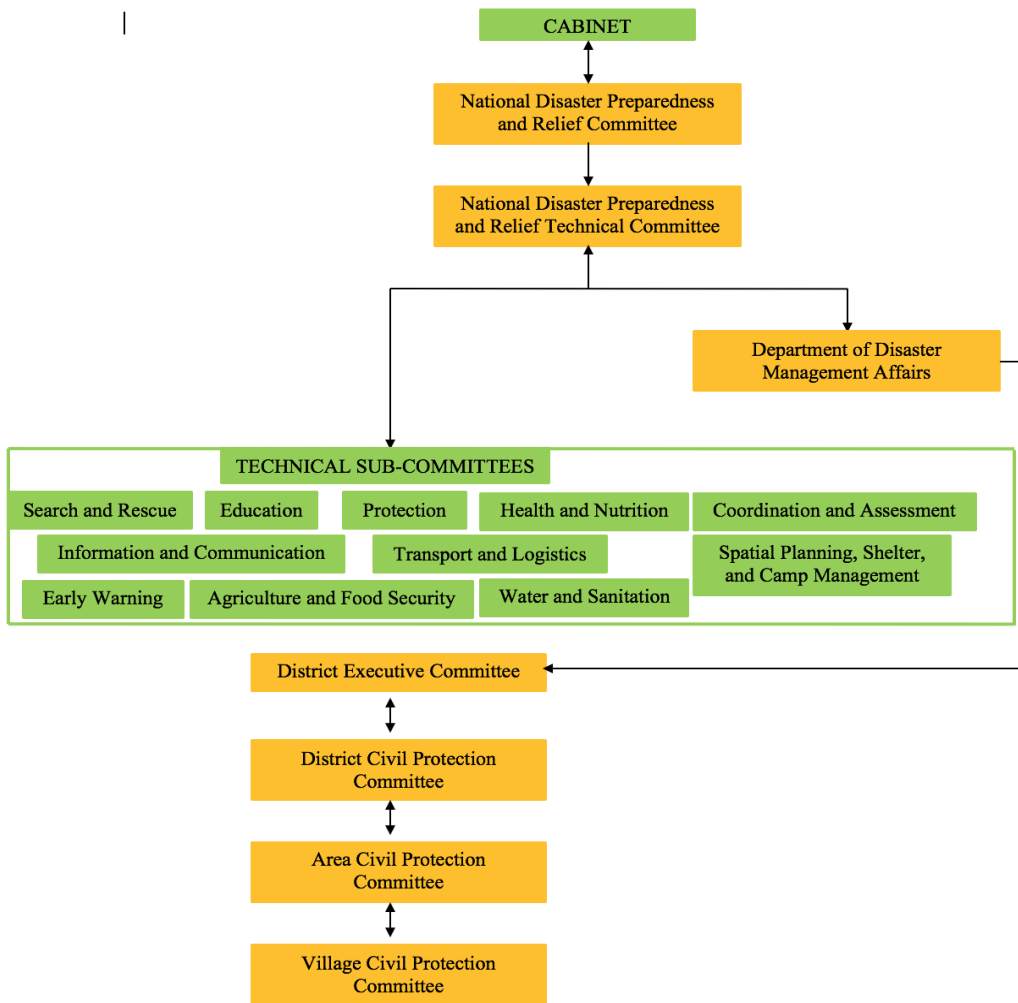 CABINET
National Disaster Preparedness
and Relief Committee
National Disaster Preparedness
and Relief Technical Committee
Department of Disaster
Management Affairs
TECHNICAL SUB-COMMITTEES
Search and Rescue
Education
Protection
Health and Nutrition
Coordination and Assessment
Information and Communication
Transport and Logistics
Spatial Planning, Shelter,
and Camp Management
Early Warning
Agriculture and Food Security
Water and Sanitation
District Executive Committee
District Civil Protection
Committee
Area Civil Protection
Committee
Village Civil Protection
Committee